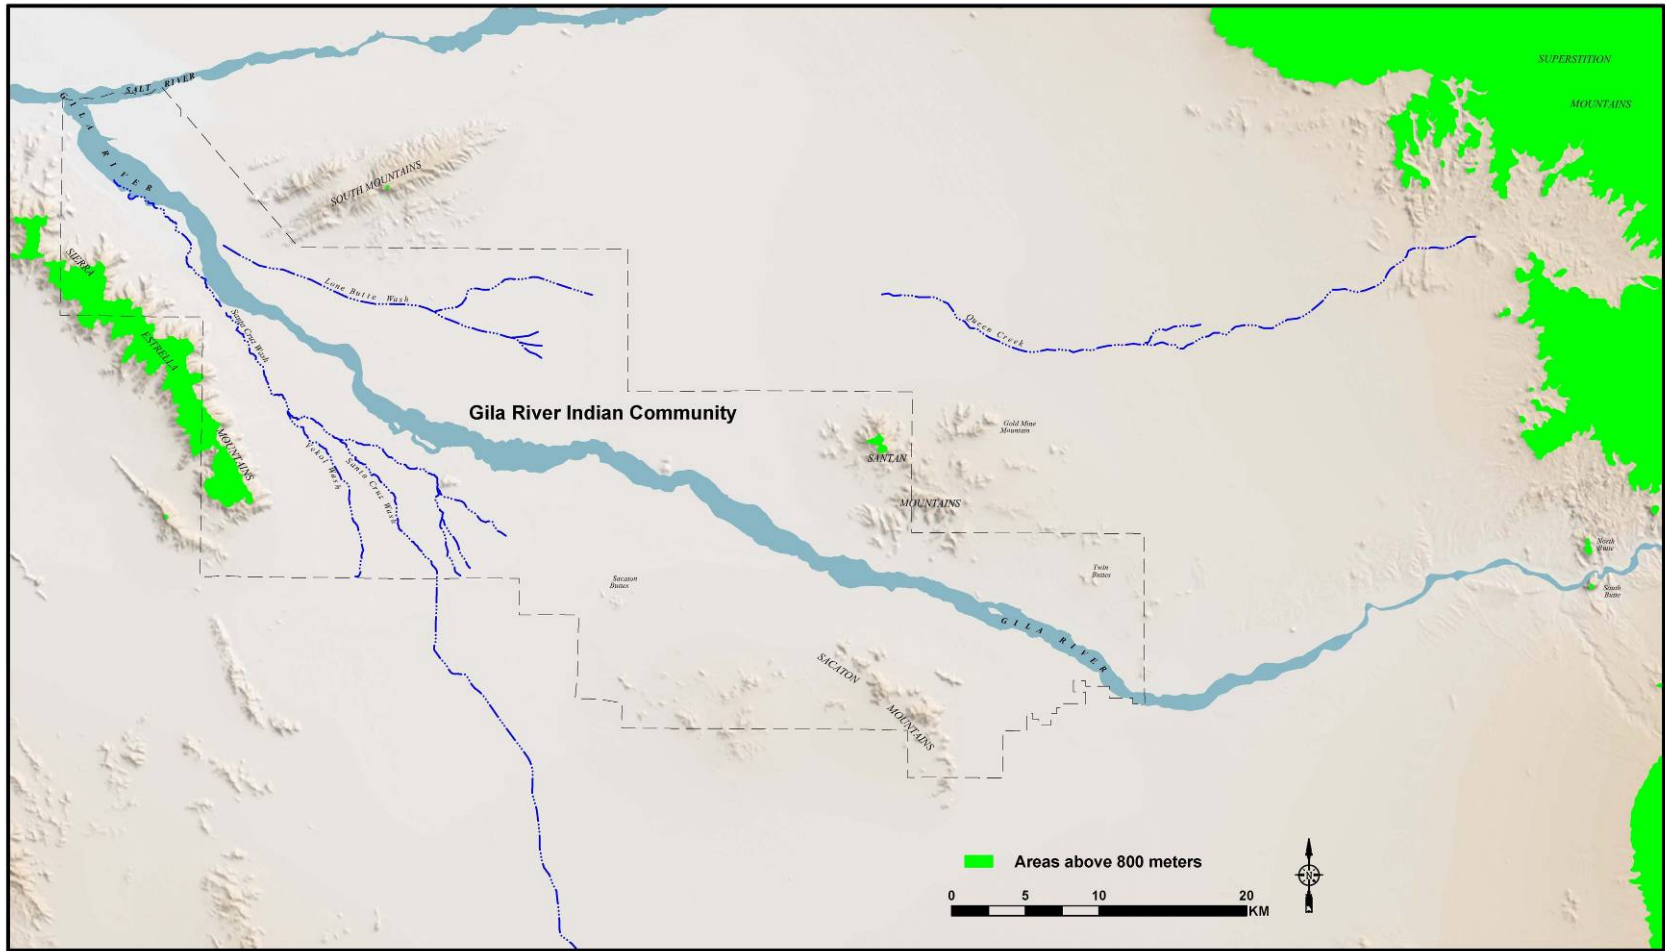 SUPERSTITION
MOUNTAINS
SALT RIVER
GILA RIVER
SOUTH MOUNTAINS
SIERRA
ESTRELLA
MOUNTAINS
Lone Butte Wash
Santa Cruz Wash
Queen Creek
Gila River Indian Community
Gold Mine
Mountain
SANTAN
MOUNTAINS
Vekol Wash
Santa Cruz Wash
North
Butte
South
Butte
Twin
Buttes
Sacaton
Buttes
GILA RIVER
SACATON
MOUNTAINS
Areas above 800 meters
0 5 10 20
KM
N